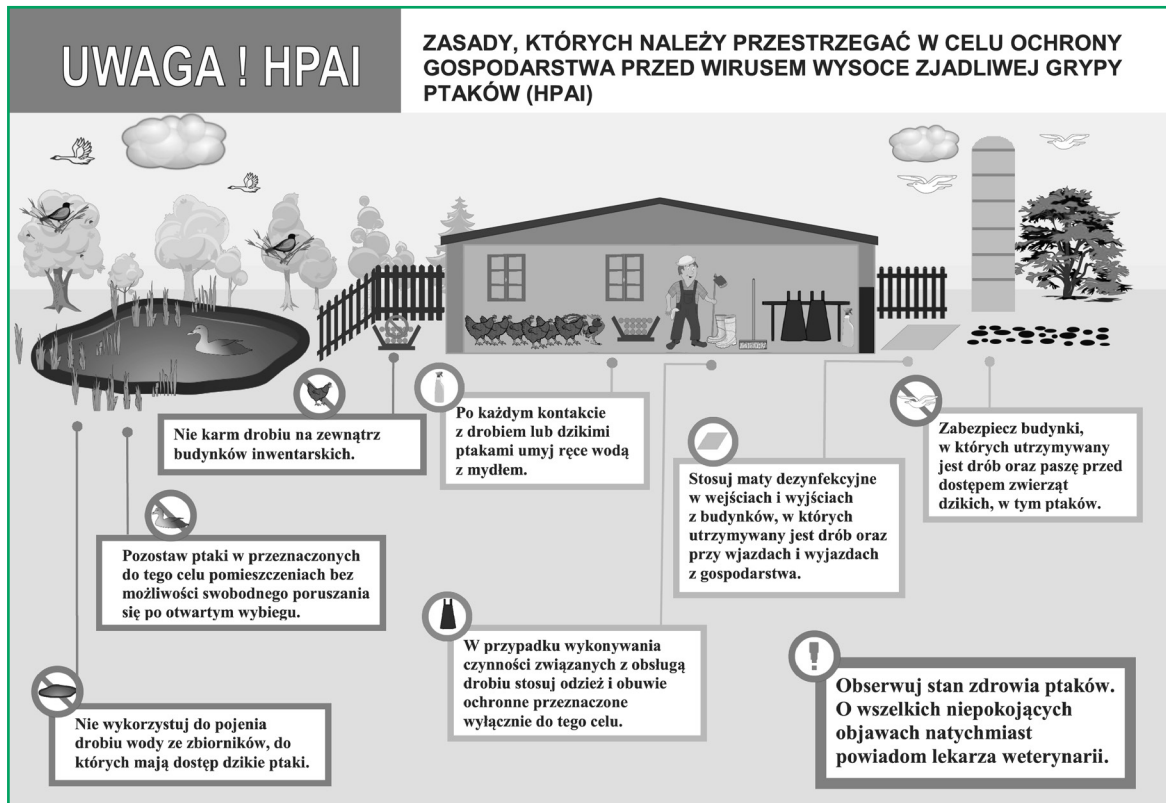 UWAGA ! HPAI
ZASADY, KTÓRYCH NALEŻY PRZESTRZEGAĆ W CELU OCHRONY
GOSPODARSTWA PRZED WIRUSEM WYSOCE ZJADLIWEJ GRYPY
PTAKÓW (HPAI)
Nie karm drobiu na zewnątrz
budynków inwentarskich.
Po każdym kontakcie
z drobiem lub dzikimi
ptakami umyj ręce wodą
z mydłem.
Stosuj maty dezynfekcyjne
w wejściach i wyjściach
z budynków, w których
utrzymywany jest drób oraz
przy wjazdach i wyjazdach
z gospodarstwa.
Zabezpiecz budynki,
w których utrzymywany
jest drób oraz paszę przed
dostępem zwierząt
dzikich, w tym ptaków.
Pozostaw ptaki w przeznaczonych
do tego celu pomieszczeniach bez
możliwości swobodnego poruszania
się po otwartym wybiegu.
W przypadku wykonywania
czynności związanych z obsługą
drobiu stosuj odzież i obuwie
ochronne przeznaczone
wyłącznie do tego celu.
Nie wykorzystuj do pojenia
drobiu wody ze zbiorników, do
których mają dostęp dzikie ptaki.
Obserwuj stan zdrowia ptaków.
O wszelkich niepokojących
objawach natychmiast
powiadom lekarza weterynarii.